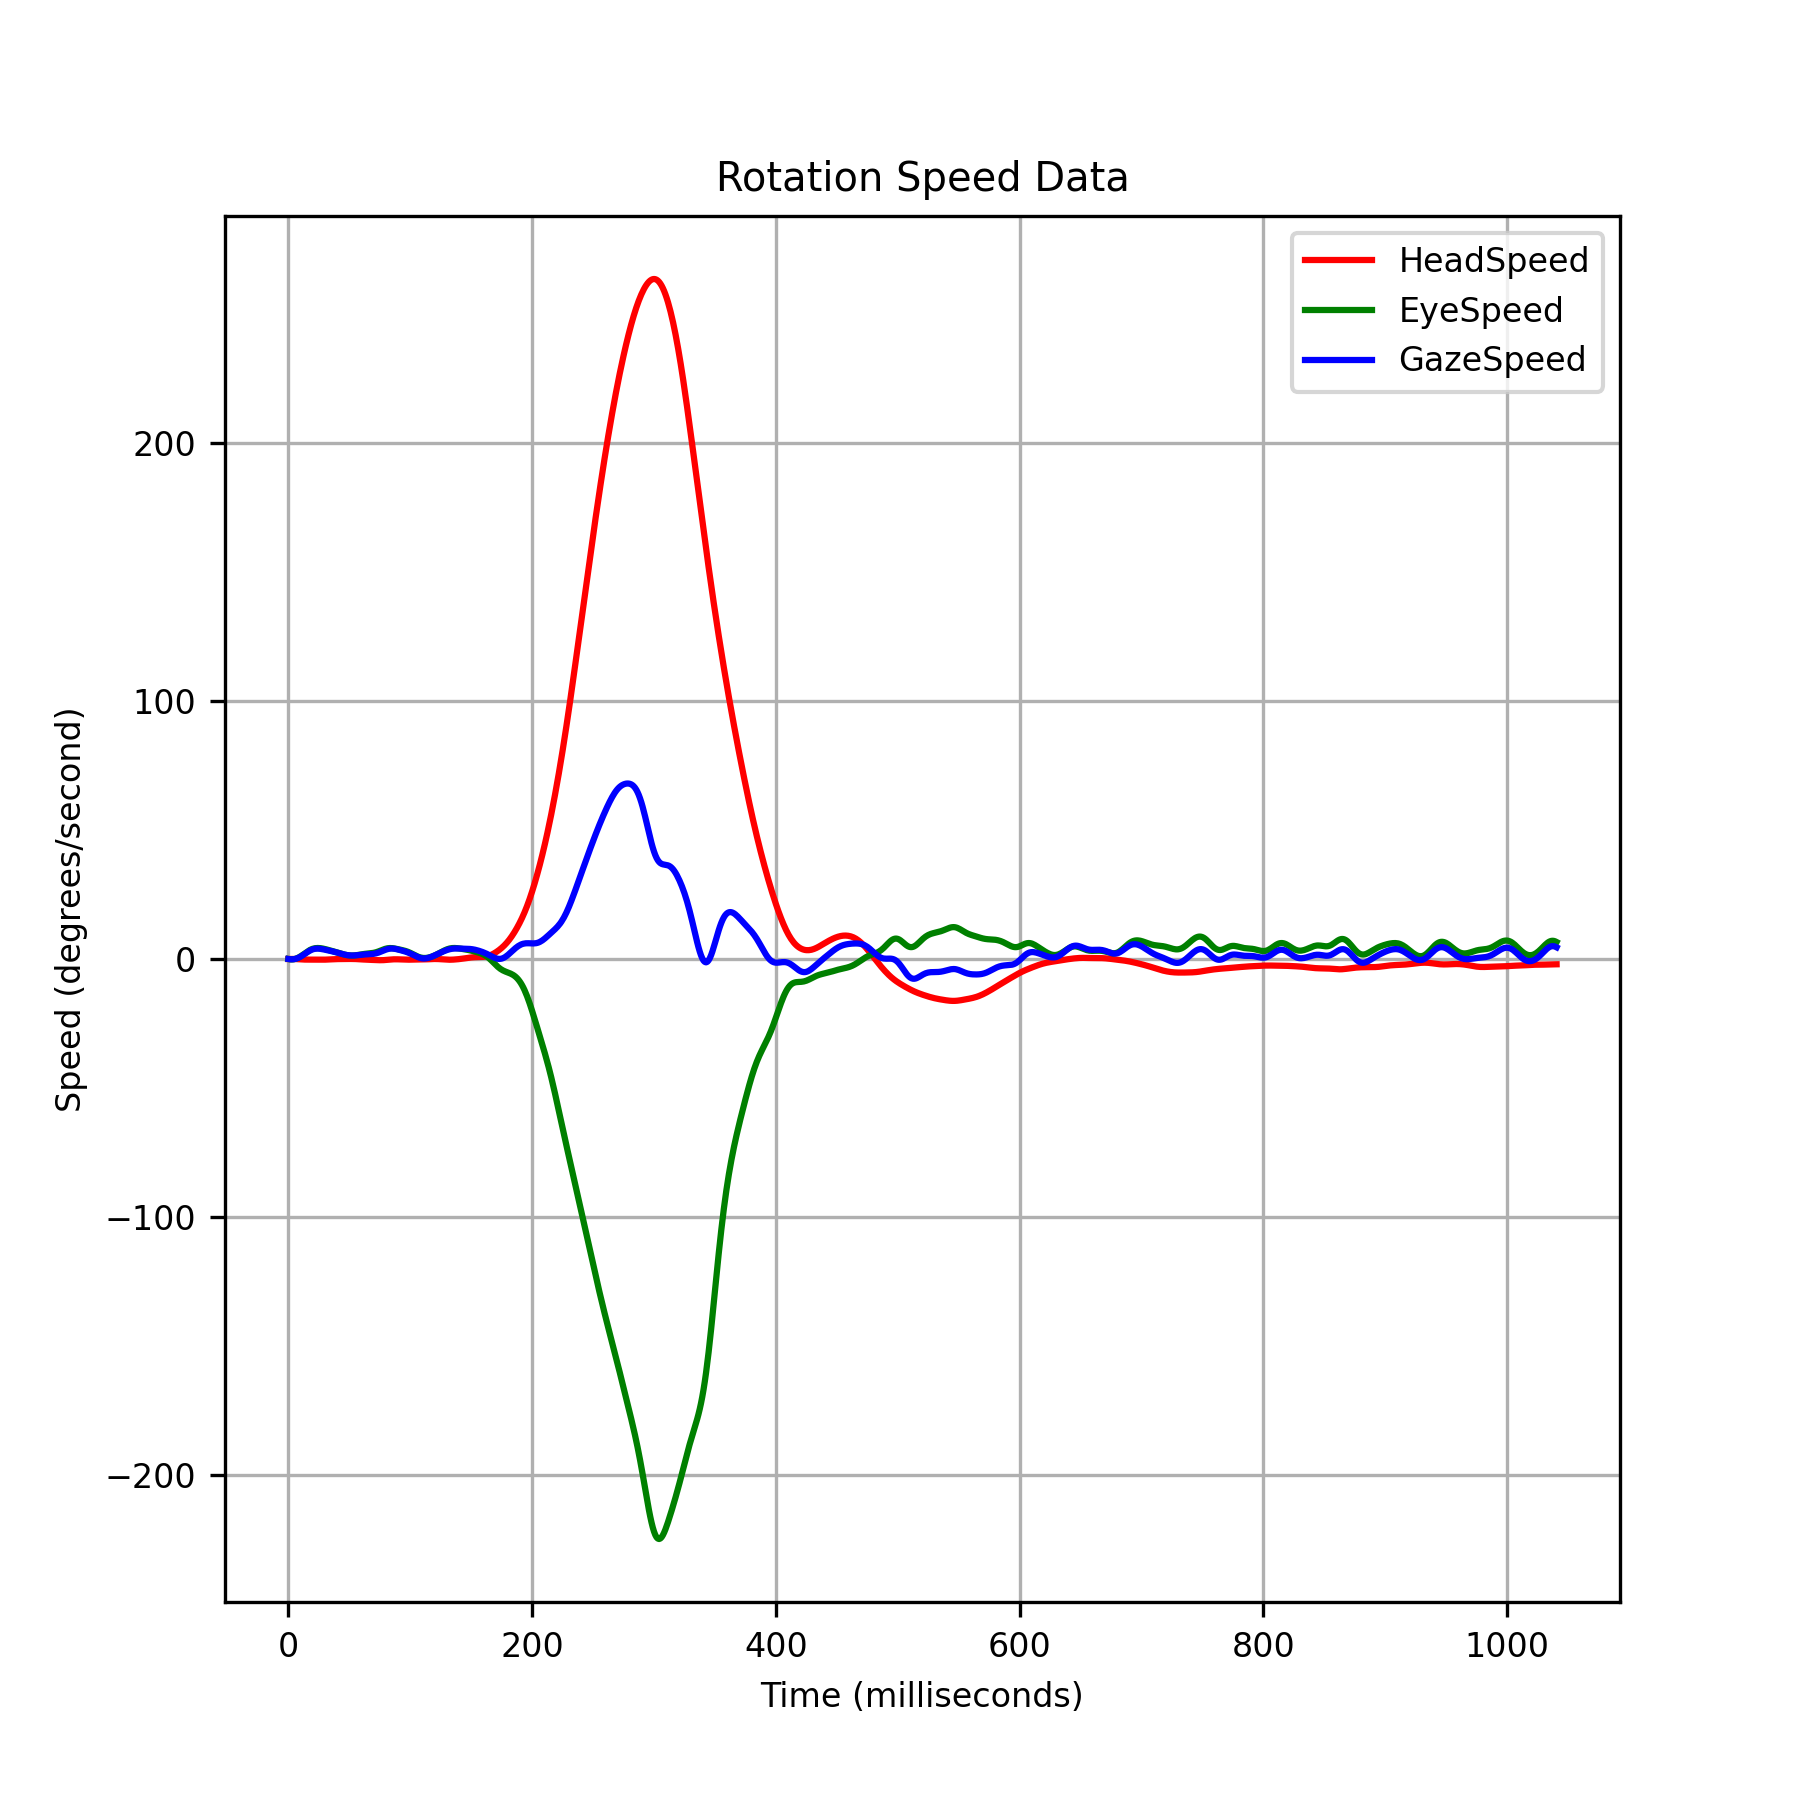 Rotation Speed Data
HeadSpeed
EyeSpeed
GazeSpeed
Speed (degrees/second)
200
100
0
−100
−200
0 200 400 600 800 1000
Time (milliseconds)